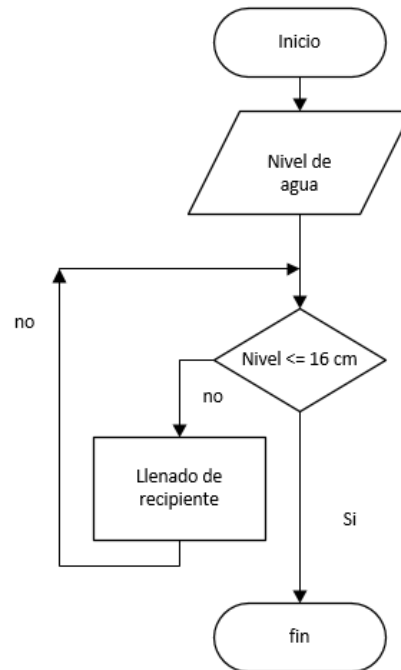 Inicio
Nivel de
agua
no
Nivel <= 16 cm
no
Llenado de
recipiente
Si
fin